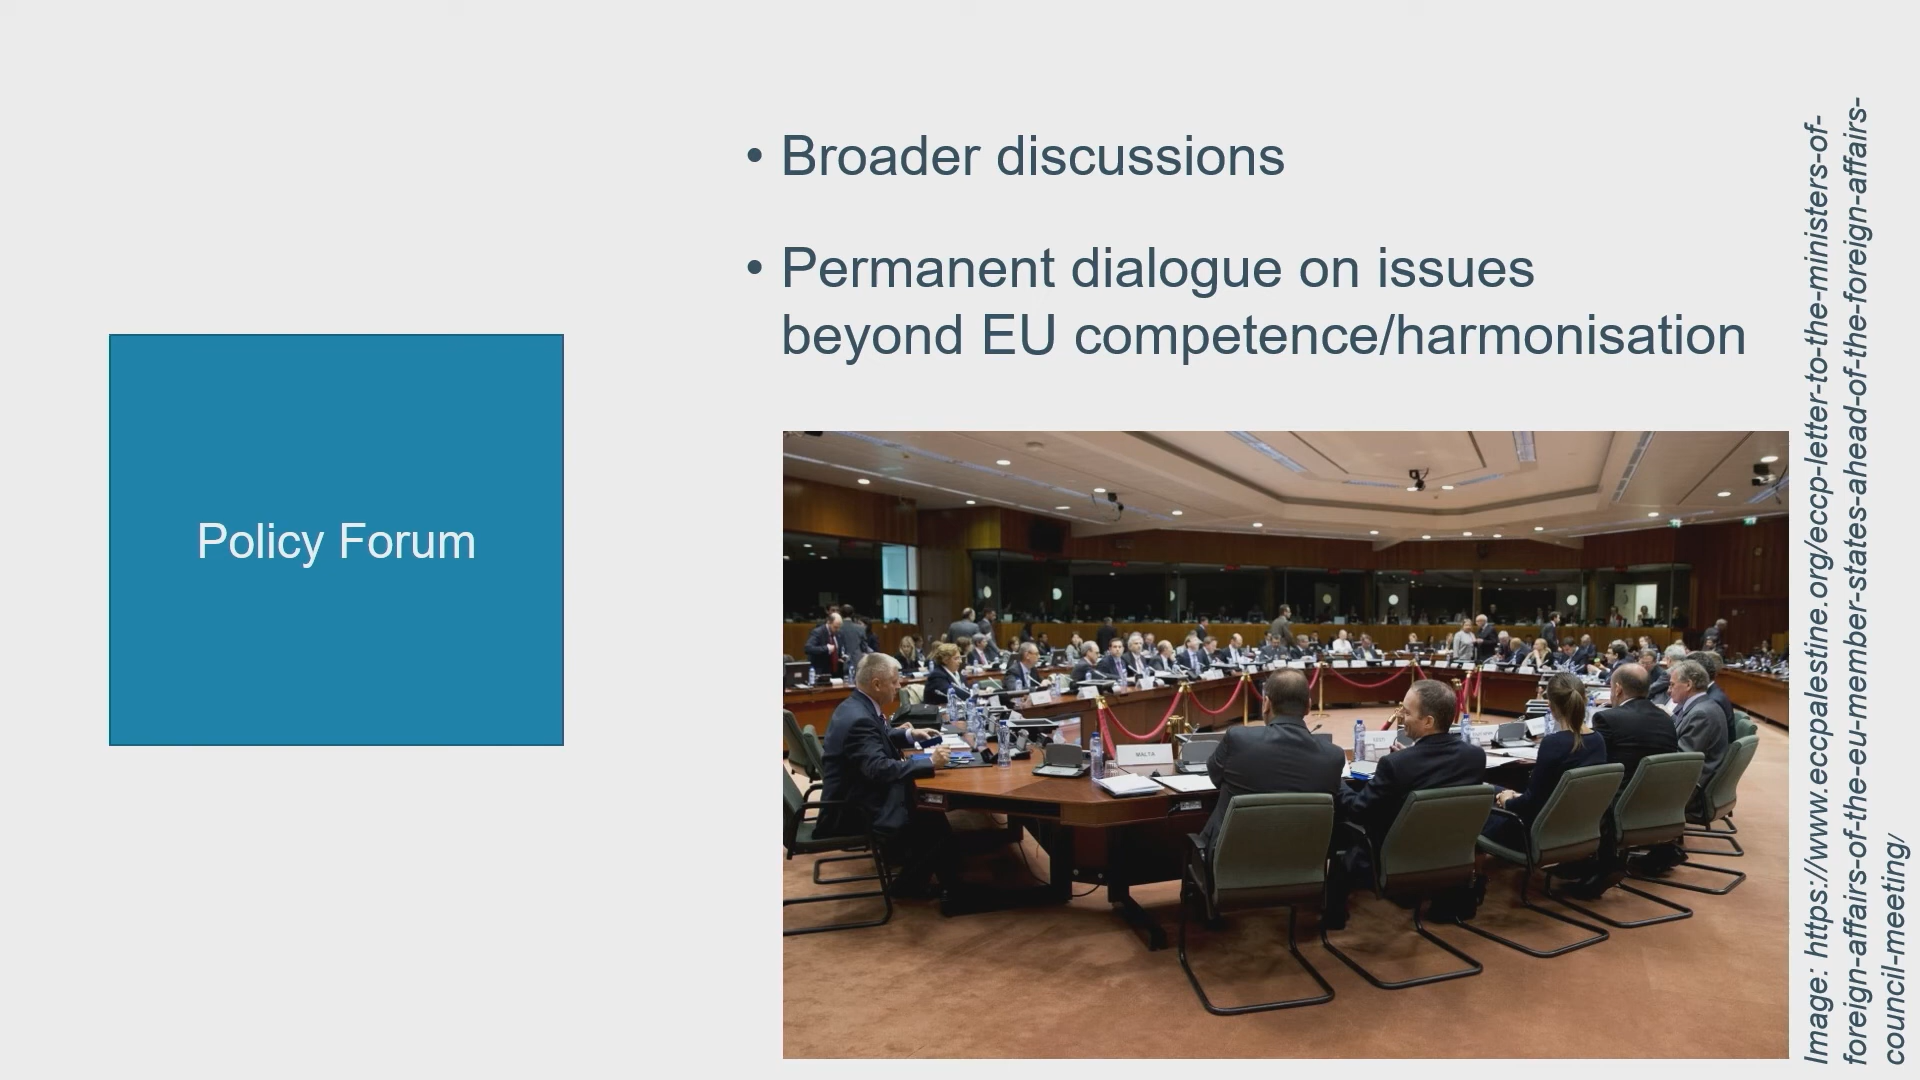 Policy Forum
• Broader discussions
• Permanent dialogue on issues
beyond EU competence/harmonisation
MALTA
Image: https://www.eccpalestine.org/eccp-letter-to-the-ministers-of-
foreign-affairs-of-the-eu-member-states-ahead-of-the-foreign-affairs-
council-meeting/